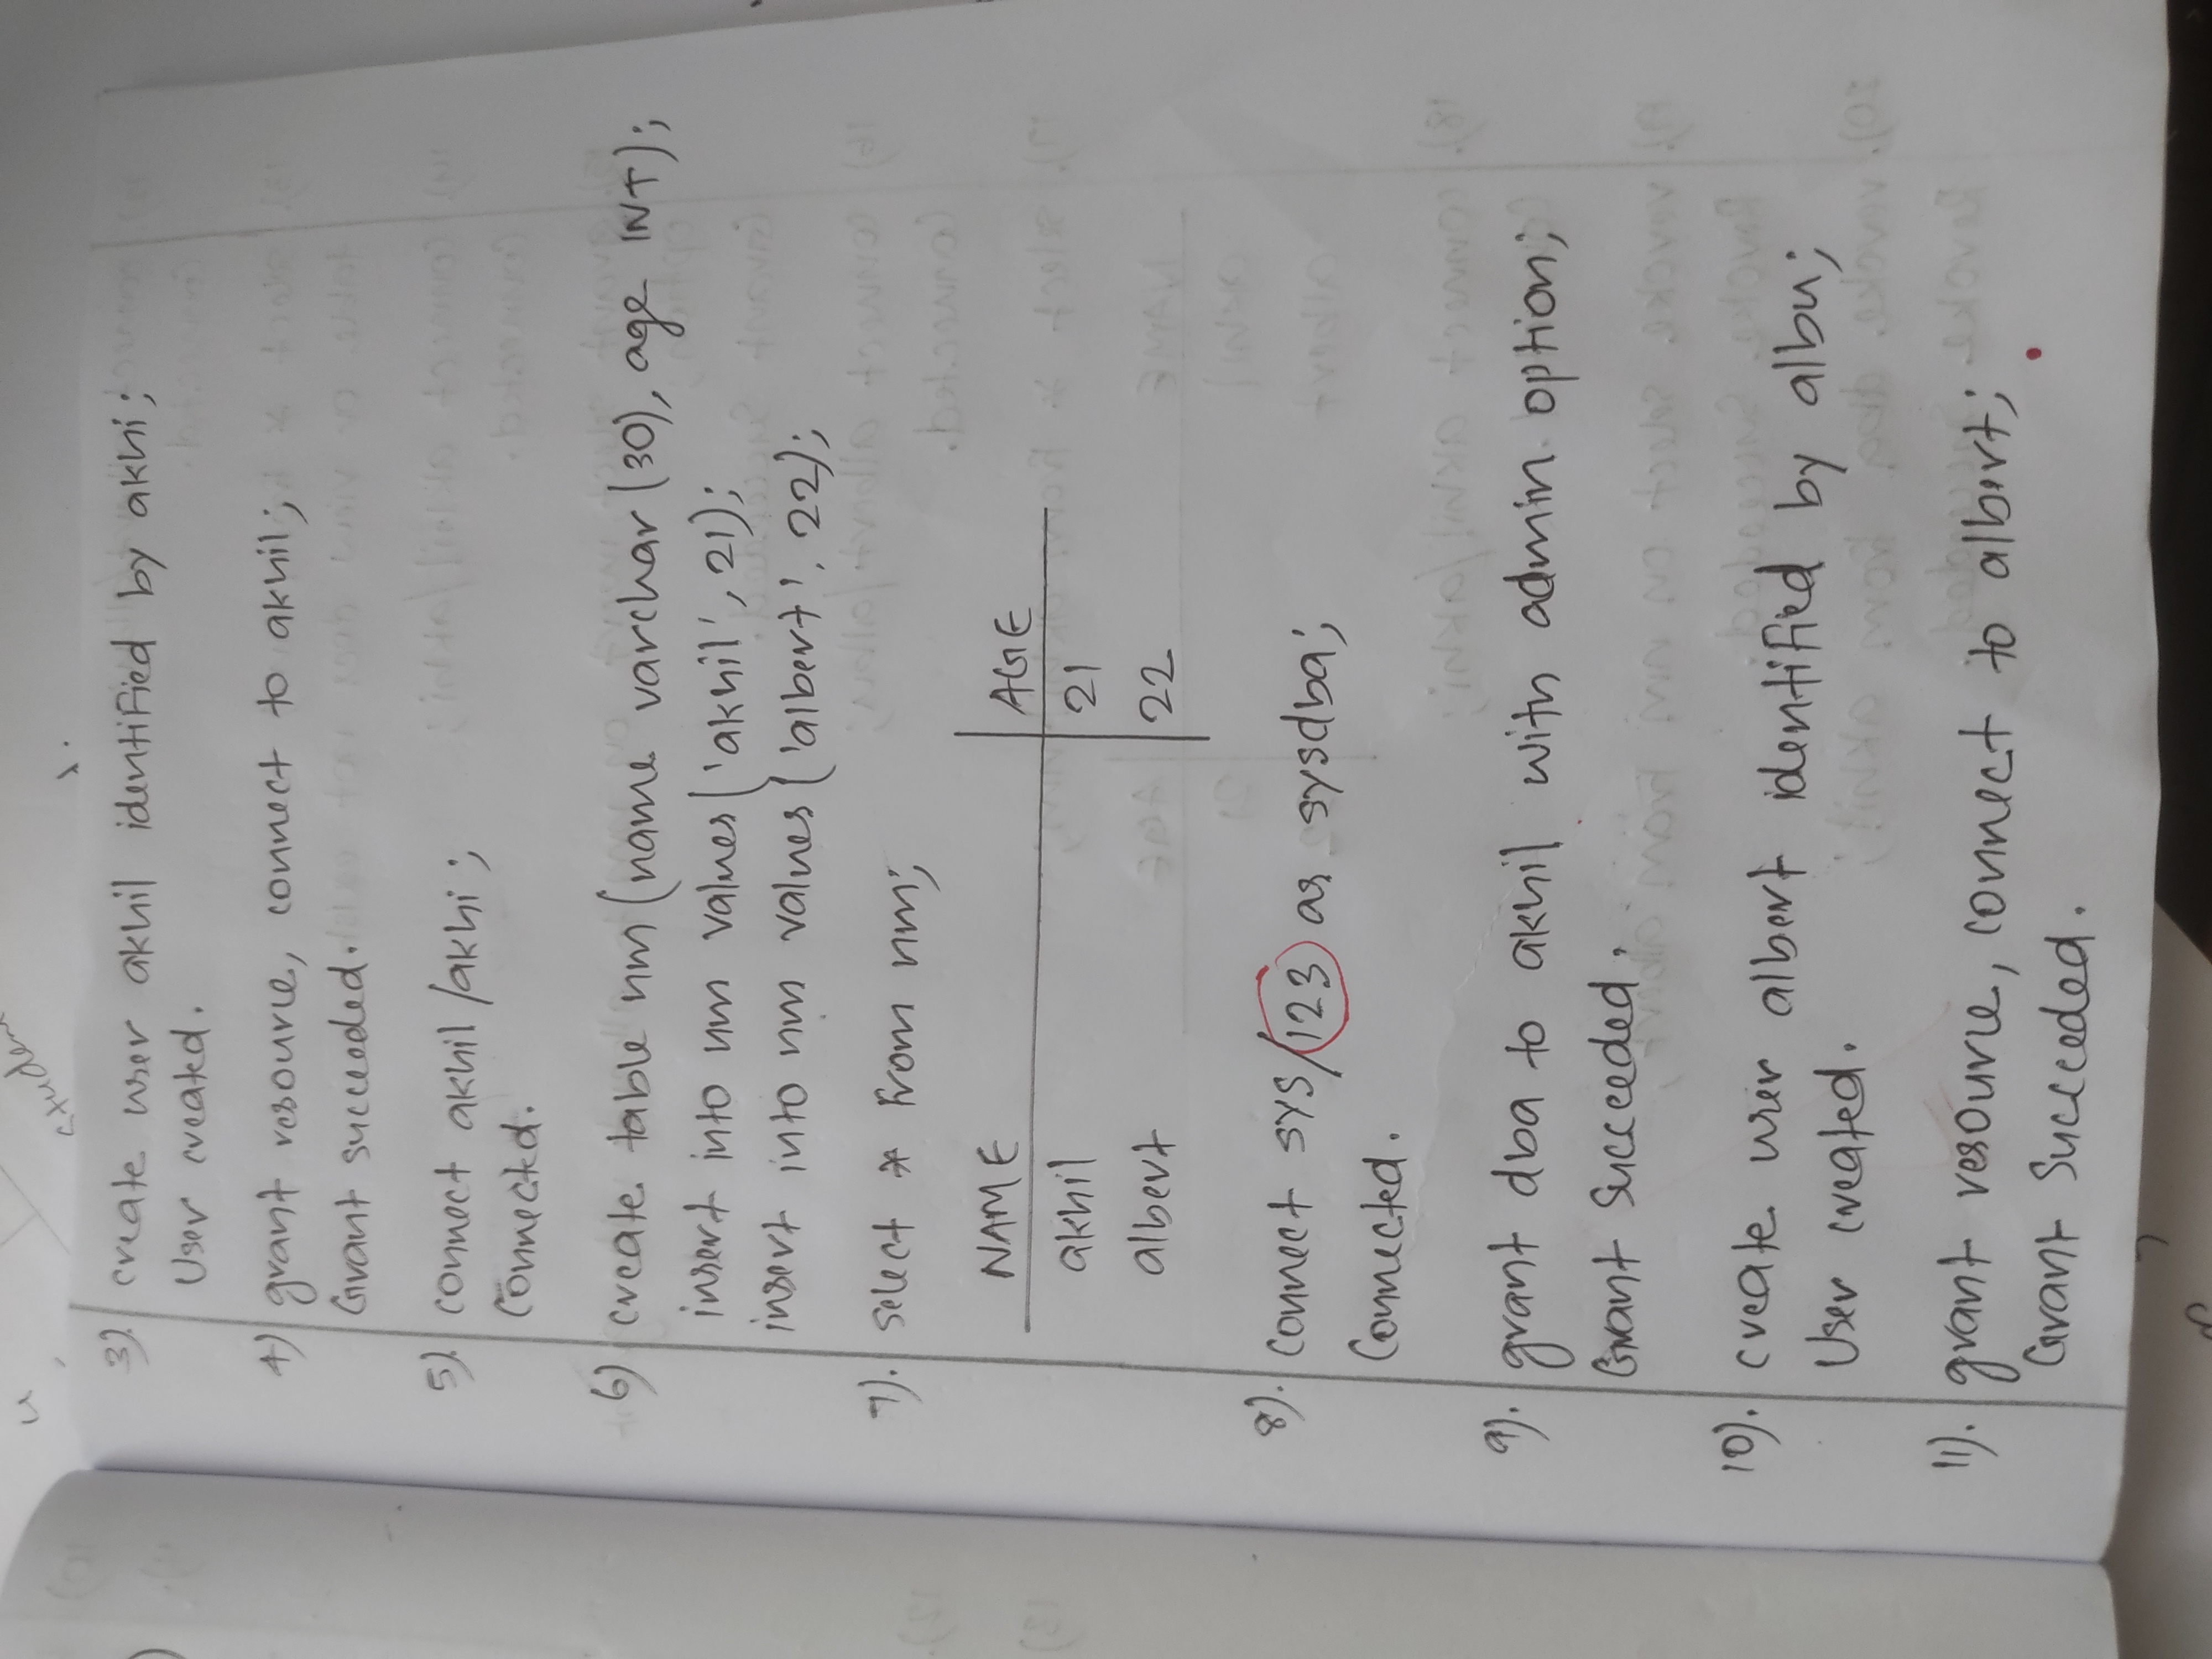 3). create user akhil identified by akhi;
User created.
4) grant resource, connect to akhil;
Grant succeeded.
5). connect akhil/akhi;
Connected.
6) create table nm(name varchar(30), age INT);
insert into nm values('akhil', 21);
insert into nm values('albert', 22);
7). select * from nm;
NAME AGE
akhil 21
albert 22
8). connect sys/123 as sysdba;
Connected.
9). grant dba to akhil with admin option;
Grant succeeded.
10). create user albert identified by albu;
User created.
11). grant resource, connect to albert;
Grant Succeeded.